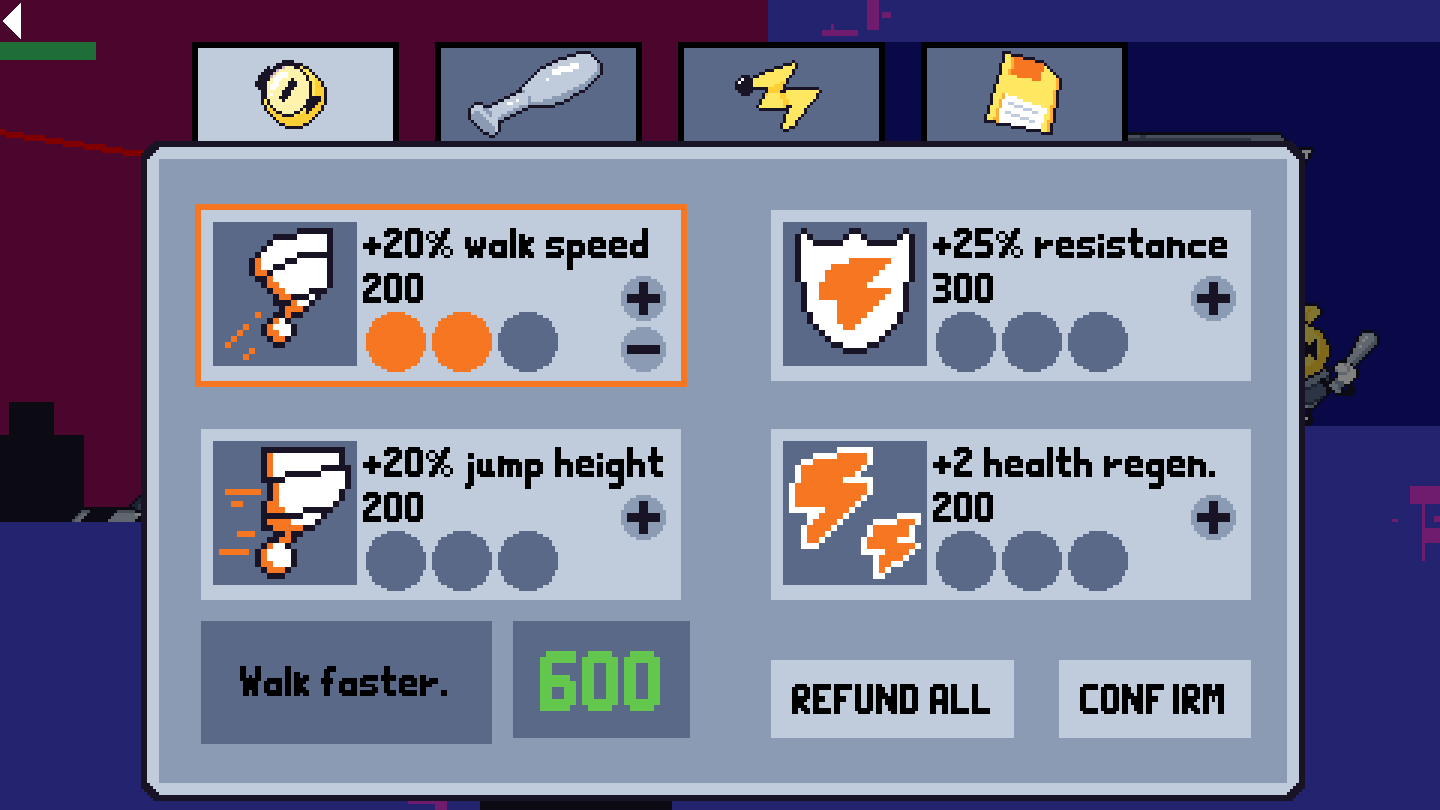 +20% walk speed
200
+25% resistance
300
+20% jump height
200
+2 health regen.
200
Walk faster.
600
REFUND ALL
CONFIRM